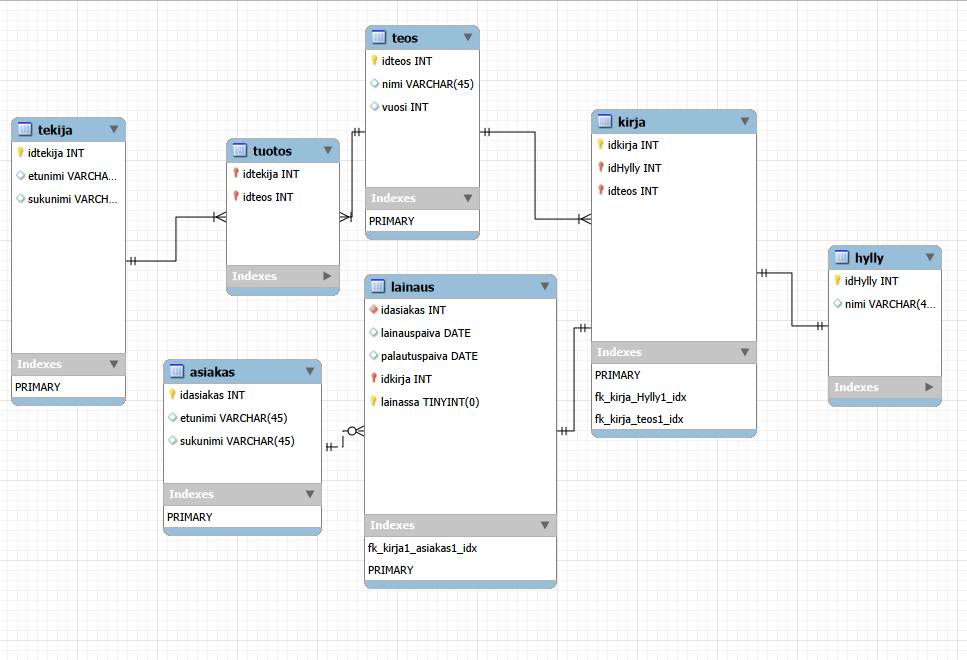 teos
idteos INT
nimi VARCHAR(45)
vuosi INT
Indexes
PRIMARY
tekija
idtekija INT
etunimi VARCHA...
sukunimi VARCH...
Indexes
PRIMARY
tuotos
idtekija INT
idteos INT
Indexes
kirja
idkirja INT
idHylly INT
idteos INT
Indexes
PRIMARY
fk_kirja_Hylly1_idx
fk_kirja_teos1_idx
hylly
idHylly INT
nimi VARCHAR(4...
Indexes
lainaus
idasiakas INT
lainauspaiva DATE
palautuspaiva DATE
idkirja INT
lainassa TINYINT(0)
Indexes
fk_kirja1_asiakas1_idx
PRIMARY
asiakas
idasiakas INT
etunimi VARCHAR(45)
sukunimi VARCHAR(45)
Indexes
PRIMARY